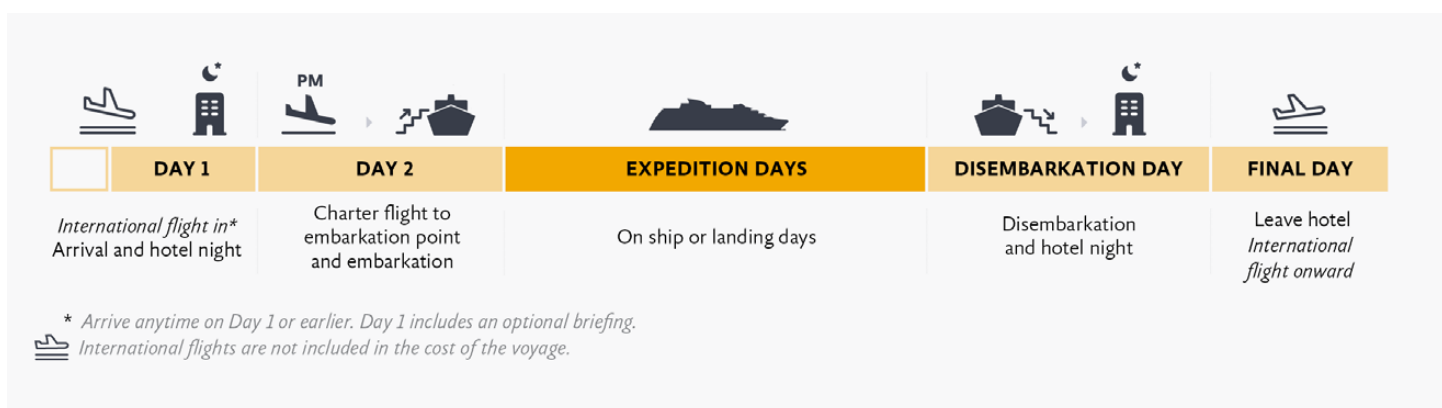 PM
DAY 1
DAY 2
EXPEDITION DAYS
DISEMBARKATION DAY
FINAL DAY
International flight in*
Arrival and hotel night
Charter flight to
embarkation point
and embarkation
On ship or landing days
Disembarkation
and hotel night
Leave hotel
International
flight onward
* Arrive anytime on Day 1 or earlier. Day 1 includes an optional briefing.
International flights are not included in the cost of the voyage.